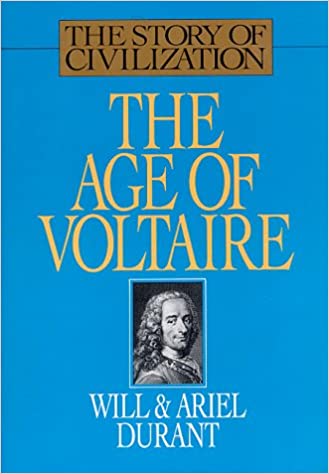 THE STORY OF
CIVILIZATION
THE
AGE OF
VOLTAIRE
WILL & ARIEL
DURANT